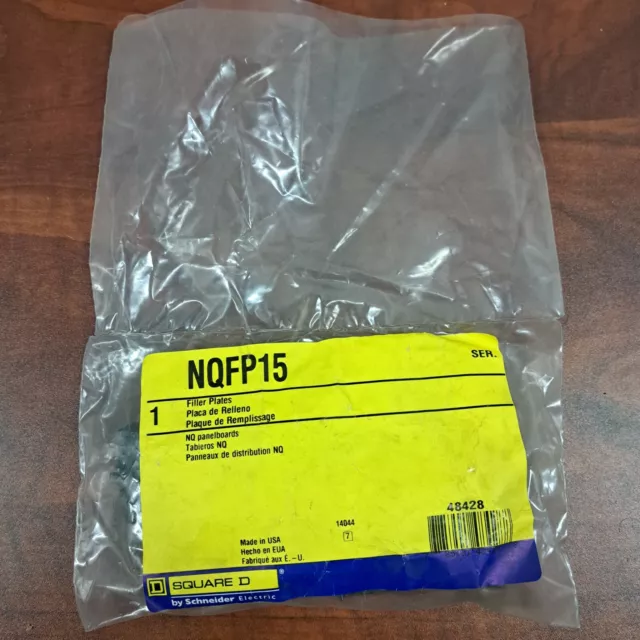 NQFP15
SER.
1
Filler Plates
Placa de Relleno
Plaque de Remplissage
NQ panelboards
Tableros NQ
Panneaux de distribution NQ
48428
14044
7
Made in USA
Hecho en EUA
Fabriqué aux É.-U.
D SQUARE D ®
by Schneider Electric